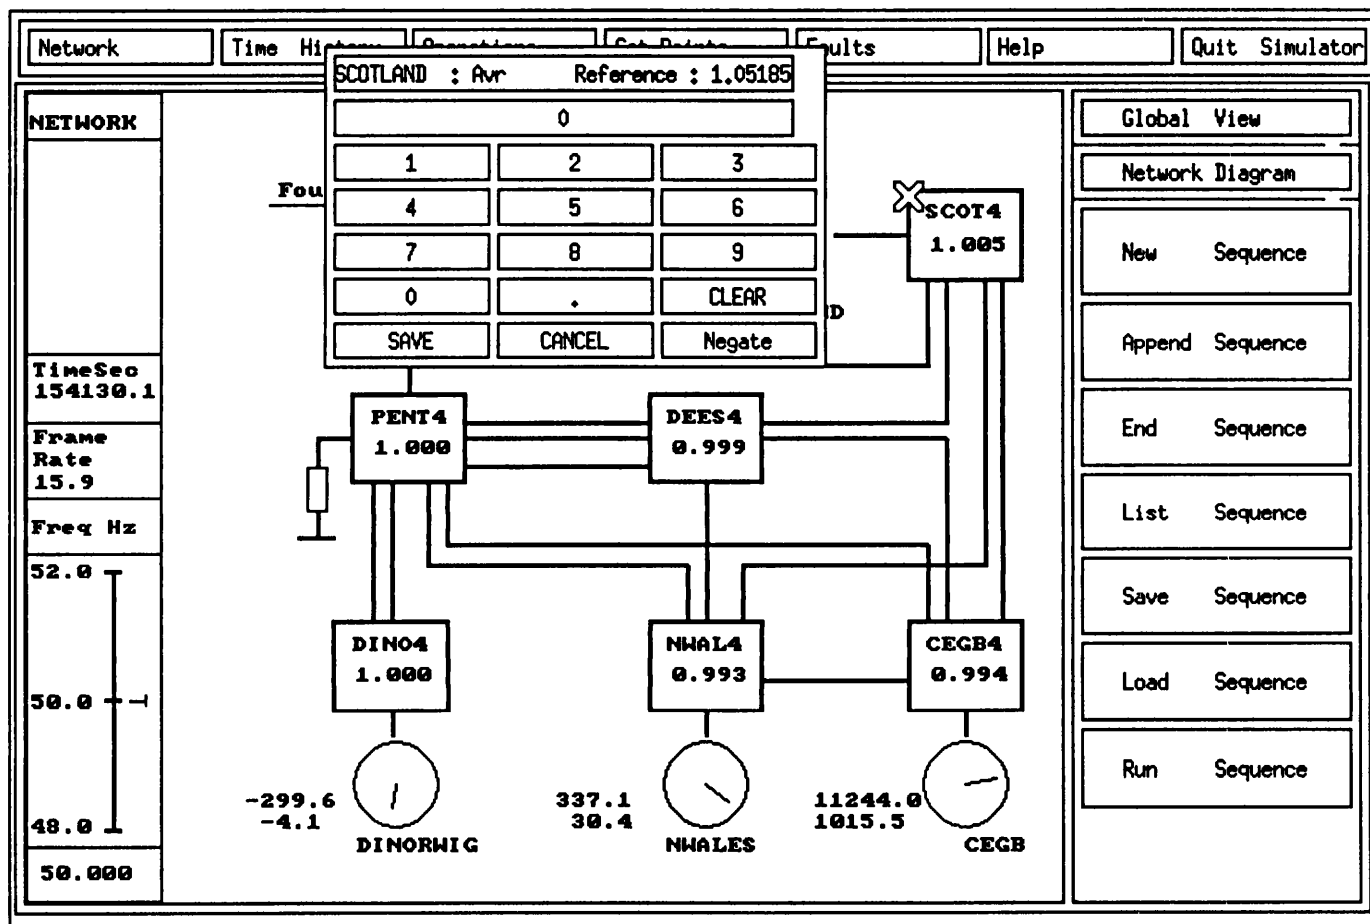 Network
Time
Faults
Help
Quit Simulator
SCOTLAND : Avr Reference : 1.05185
0
1 2 3
4 5 6
7 8 9
0 . CLEAR
SAVE CANCEL Negate
NETWORK
Fou
TimeSec
154130.1
Frame
Rate
15.9
Freq Hz
52.0
50.0
48.0
50.000
SCOT4
1.005
PENT4
1.000
DEES4
0.999
DINO4
1.000
NWAL4
0.993
CEGB4
0.994
-299.6
-4.1
DINORWIG
337.1
30.4
NWALES
11244.0
1015.5
CEGB
Global View
Network Diagram
New Sequence
Append Sequence
End Sequence
List Sequence
Save Sequence
Load Sequence
Run Sequence